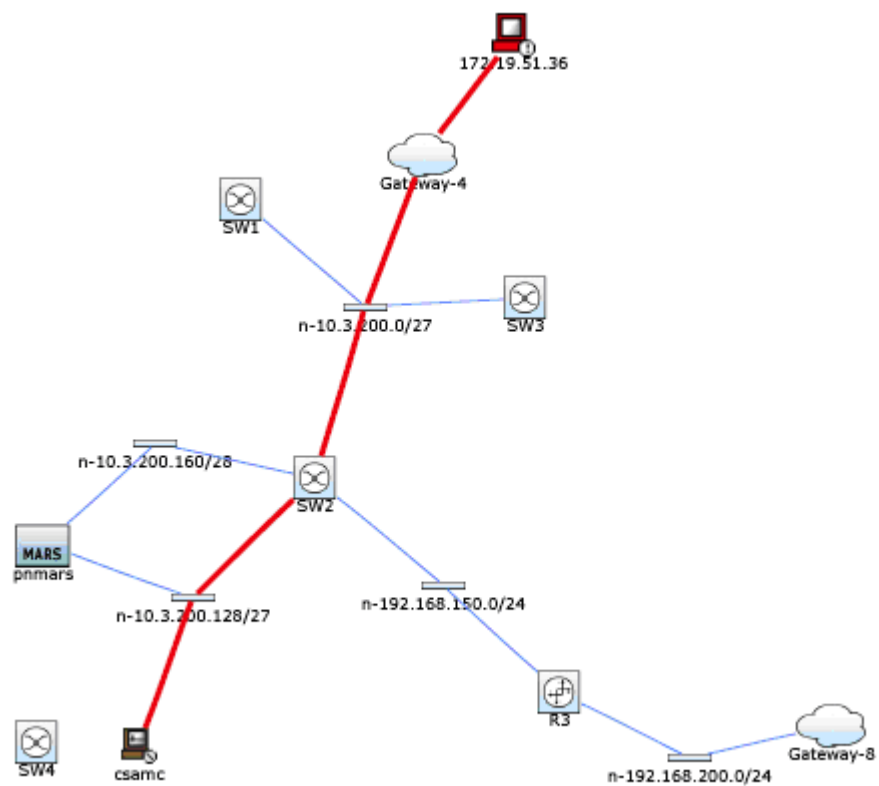 172.19.51.36
Gateway-4
SW1
n-10.3.200.0/27
SW3
n-10.3.200.160/28
SW2
MARS
pnmars
n-10.3.200.128/27
n-192.168.150.0/24
R3
SW4
csamc
Gateway-8
n-192.168.200.0/24